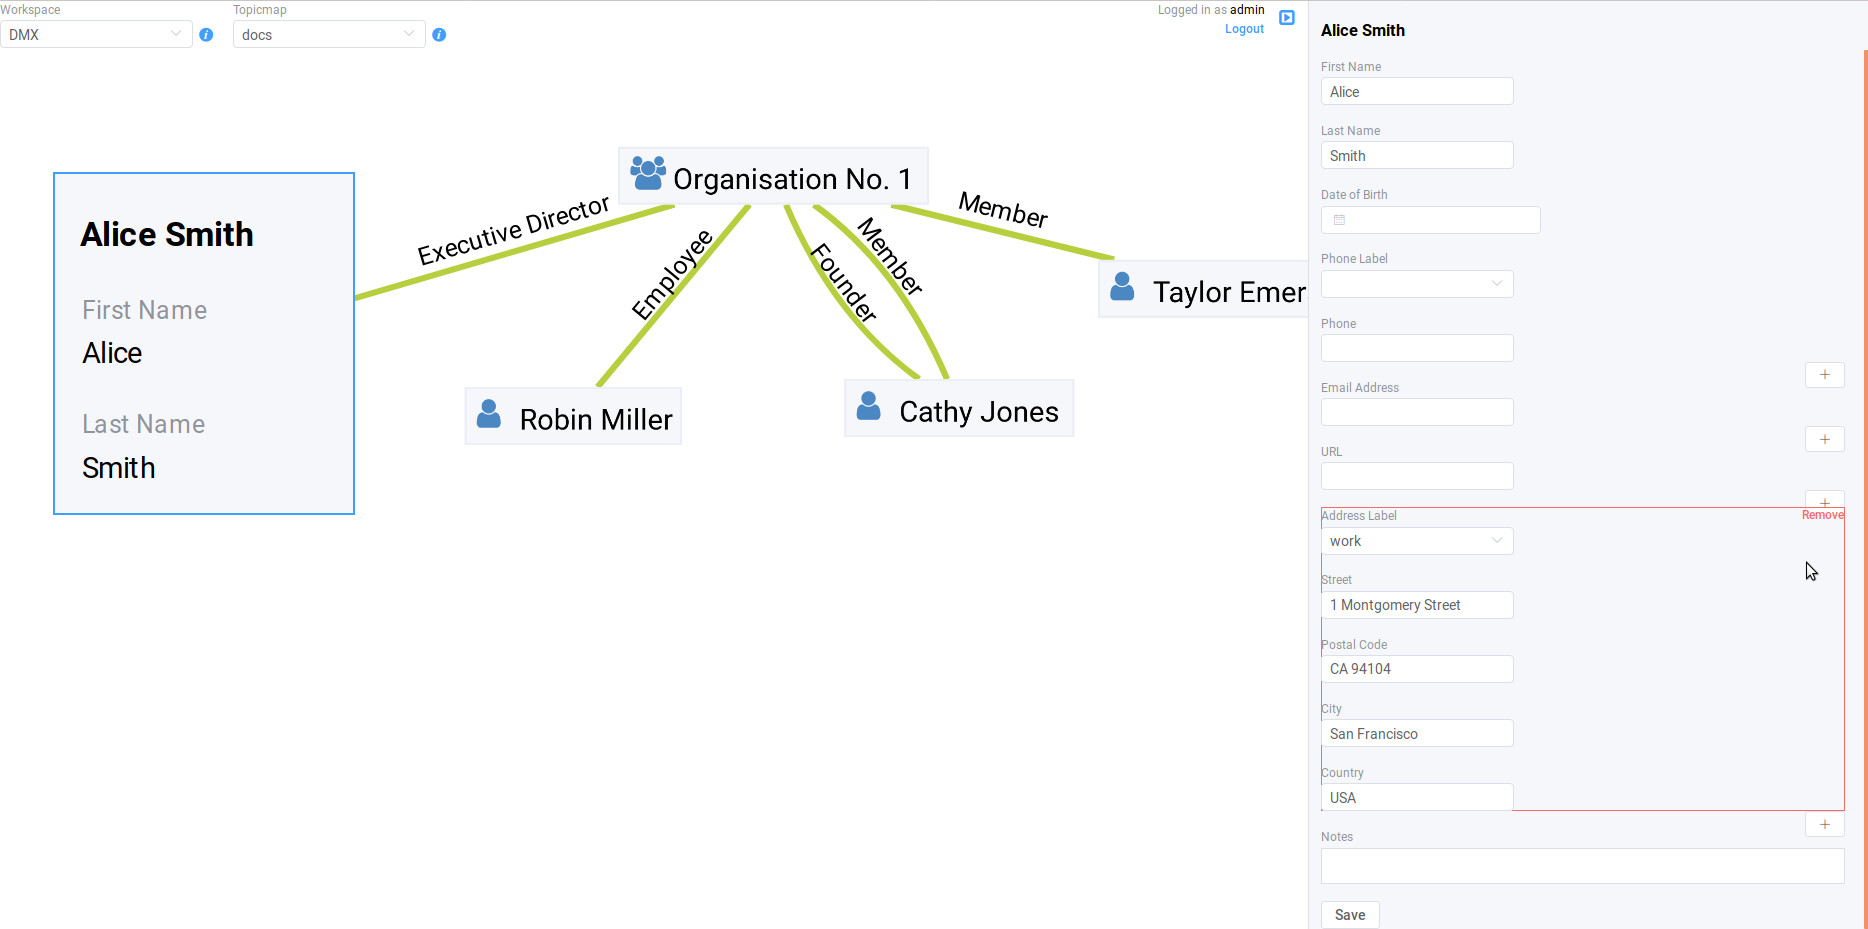 Workspace
DMX
Topicmap
docs
Logged in as admin
Logout
Alice Smith
First Name
Alice
Last Name
Smith
Organisation No. 1
Executive Director
Employee
Founder
Member
Member
Robin Miller
Cathy Jones
Taylor Emer
Alice Smith
First Name
Alice
Last Name
Smith
Date of Birth
Phone Label
Phone
+
Email Address
+
URL
+
Address Label
Remove
work
Street
1 Montgomery Street
Postal Code
CA 94104
City
San Francisco
Country
USA
+
Notes
Save